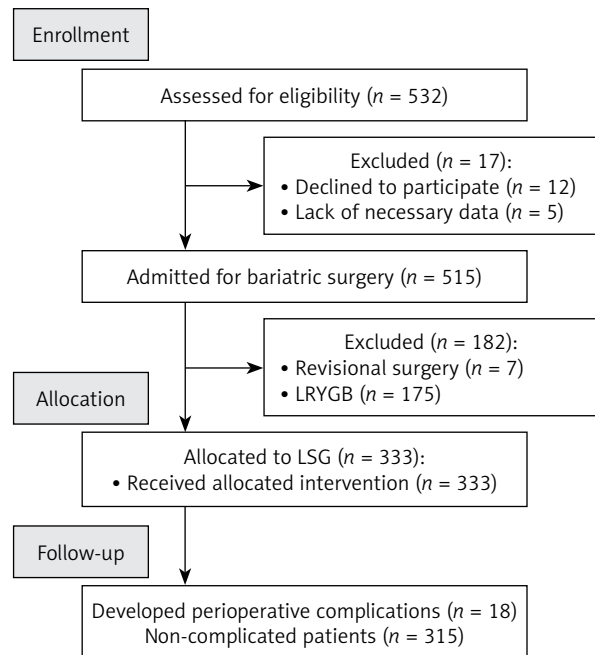 Enrollment
Assessed for eligibility (n = 532)
Excluded (n = 17):
• Declined to participate (n = 12)
• Lack of necessary data (n = 5)
Admitted for bariatric surgery (n = 515)
Excluded (n = 182):
• Revisional surgery (n = 7)
• LRYGB (n = 175)
Allocation
Allocated to LSG (n = 333):
• Received allocated intervention (n = 333)
Follow-up
Developed perioperative complications (n = 18)
Non-complicated patients (n = 315)